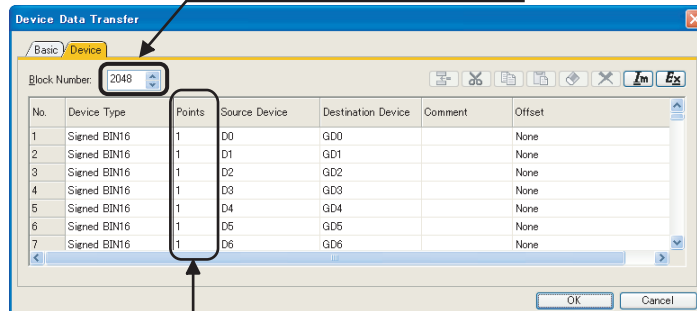 Device Data Transfer
Basic Device
Block Number: 2048 Im Ex
No. Device Type Points Source Device Destination Device Comment Offset
1 Signed BIN16 1 D0 GD0 None
2 Signed BIN16 1 D1 GD1 None
3 Signed BIN16 1 D2 GD2 None
4 Signed BIN16 1 D3 GD3 None
5 Signed BIN16 1 D4 GD4 None
6 Signed BIN16 1 D5 GD5 None
7 Signed BIN16 1 D6 GD6 None
OK Cancel